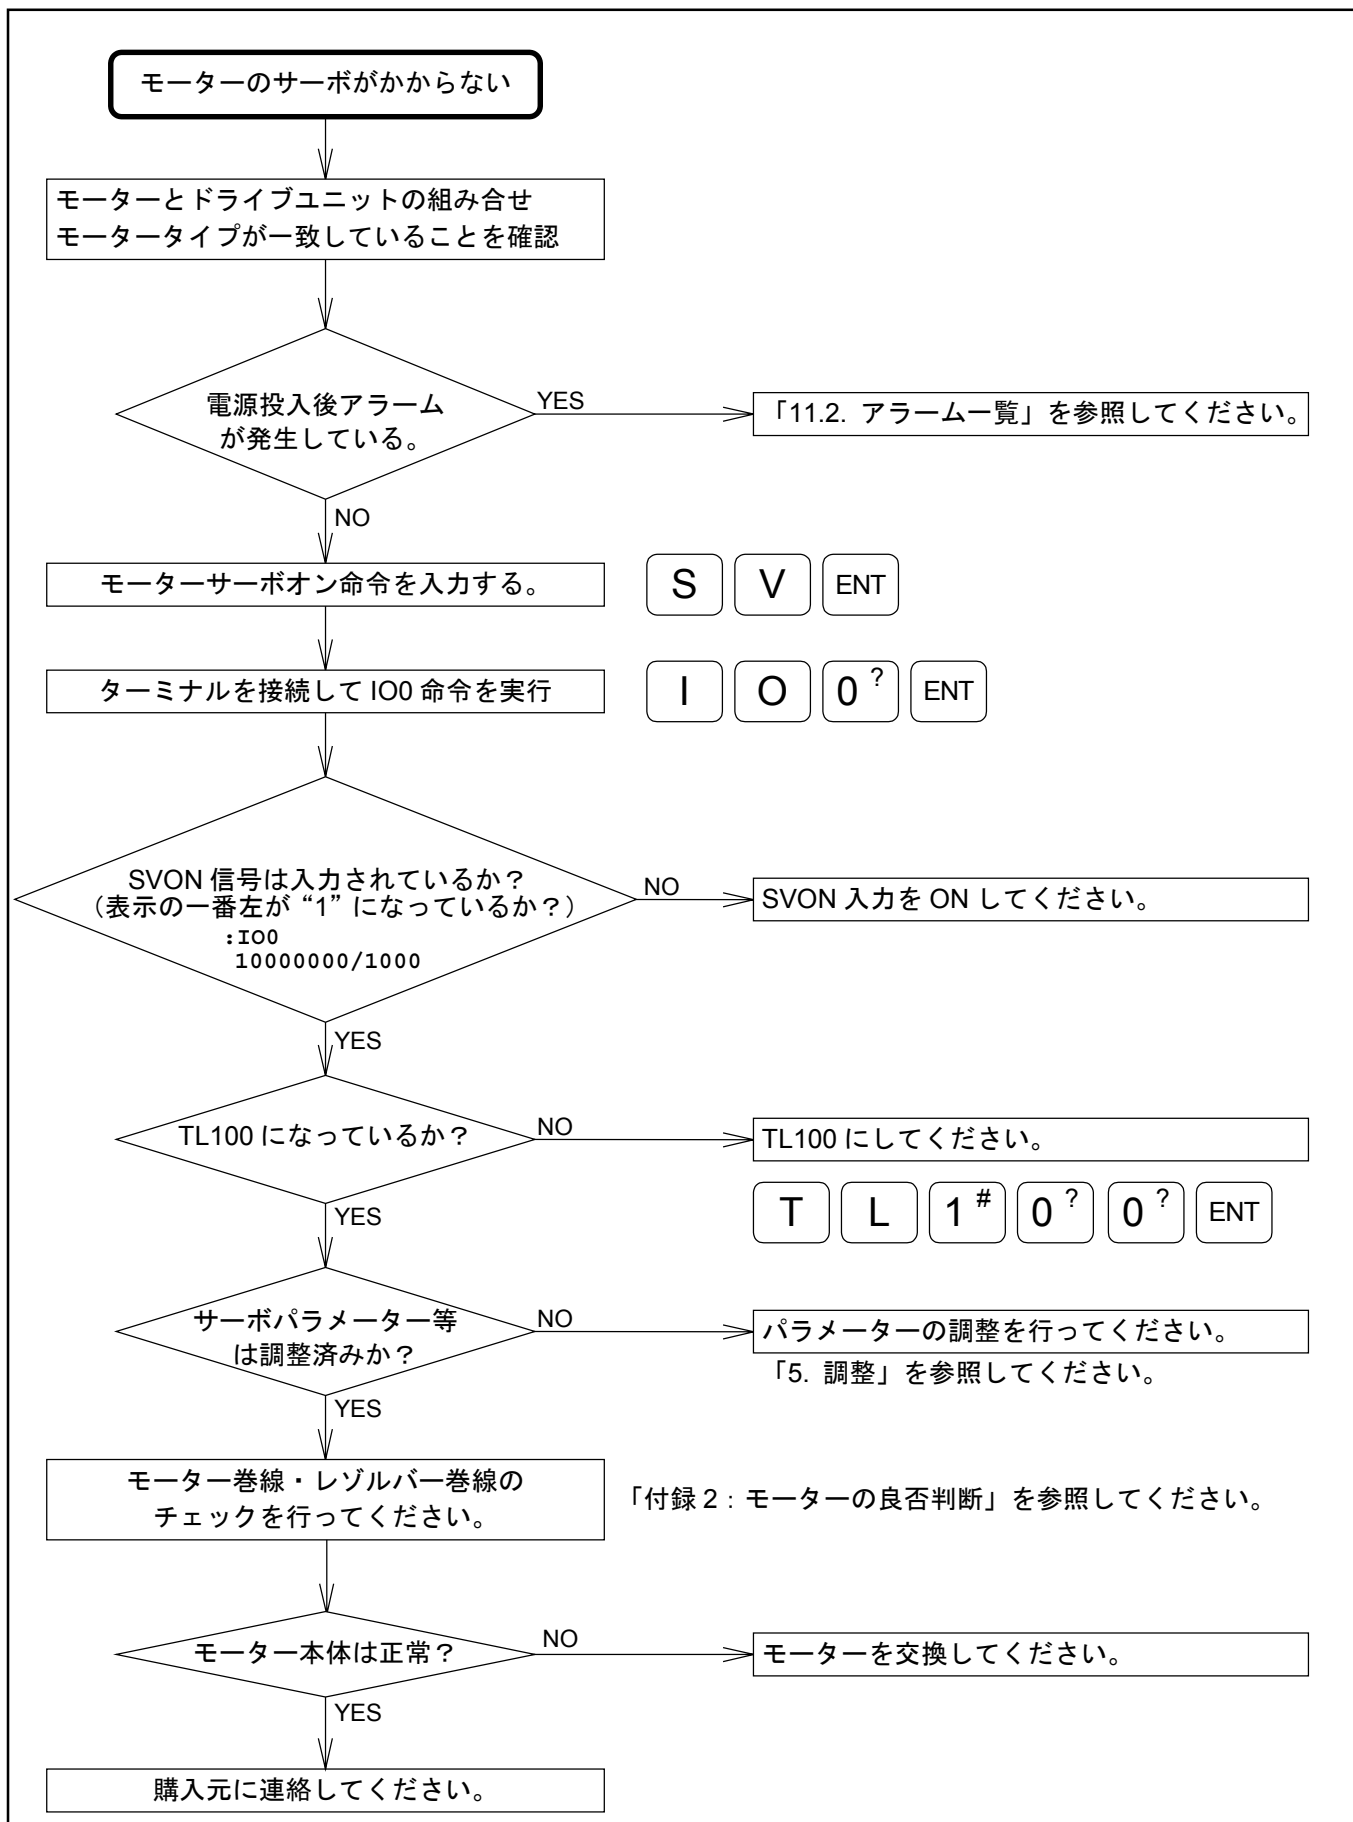 モーターのサーボがかからない
モーターとドライブユニットの組み合せ
モータータイプが一致していることを確認
電源投入後アラーム
が発生している。
YES
「11.2. アラーム一覧」を参照してください。
NO
モーターサーボオン命令を入力する。
S V ENT
ターミナルを接続して IO0 命令を実行
I O 0 ? ENT
SVON 信号は入力されているか?
(表示の一番左が “1” になっているか?)
:IO0
10000000/1000
NO
SVON 入力を ON してください。
YES
TL100 になっているか?
NO
TL100 にしてください。
T L 1 # 0 ? 0 ? ENT
YES
サーボパラメーター等
は調整済みか?
NO
パラメーターの調整を行ってください。
「5. 調整」を参照してください。
YES
モーター巻線・レゾルバー巻線の
チェックを行ってください。
「付録 2:モーターの良否判断」を参照してください。
モーター本体は正常?
NO
モーターを交換してください。
YES
購入元に連絡してください。